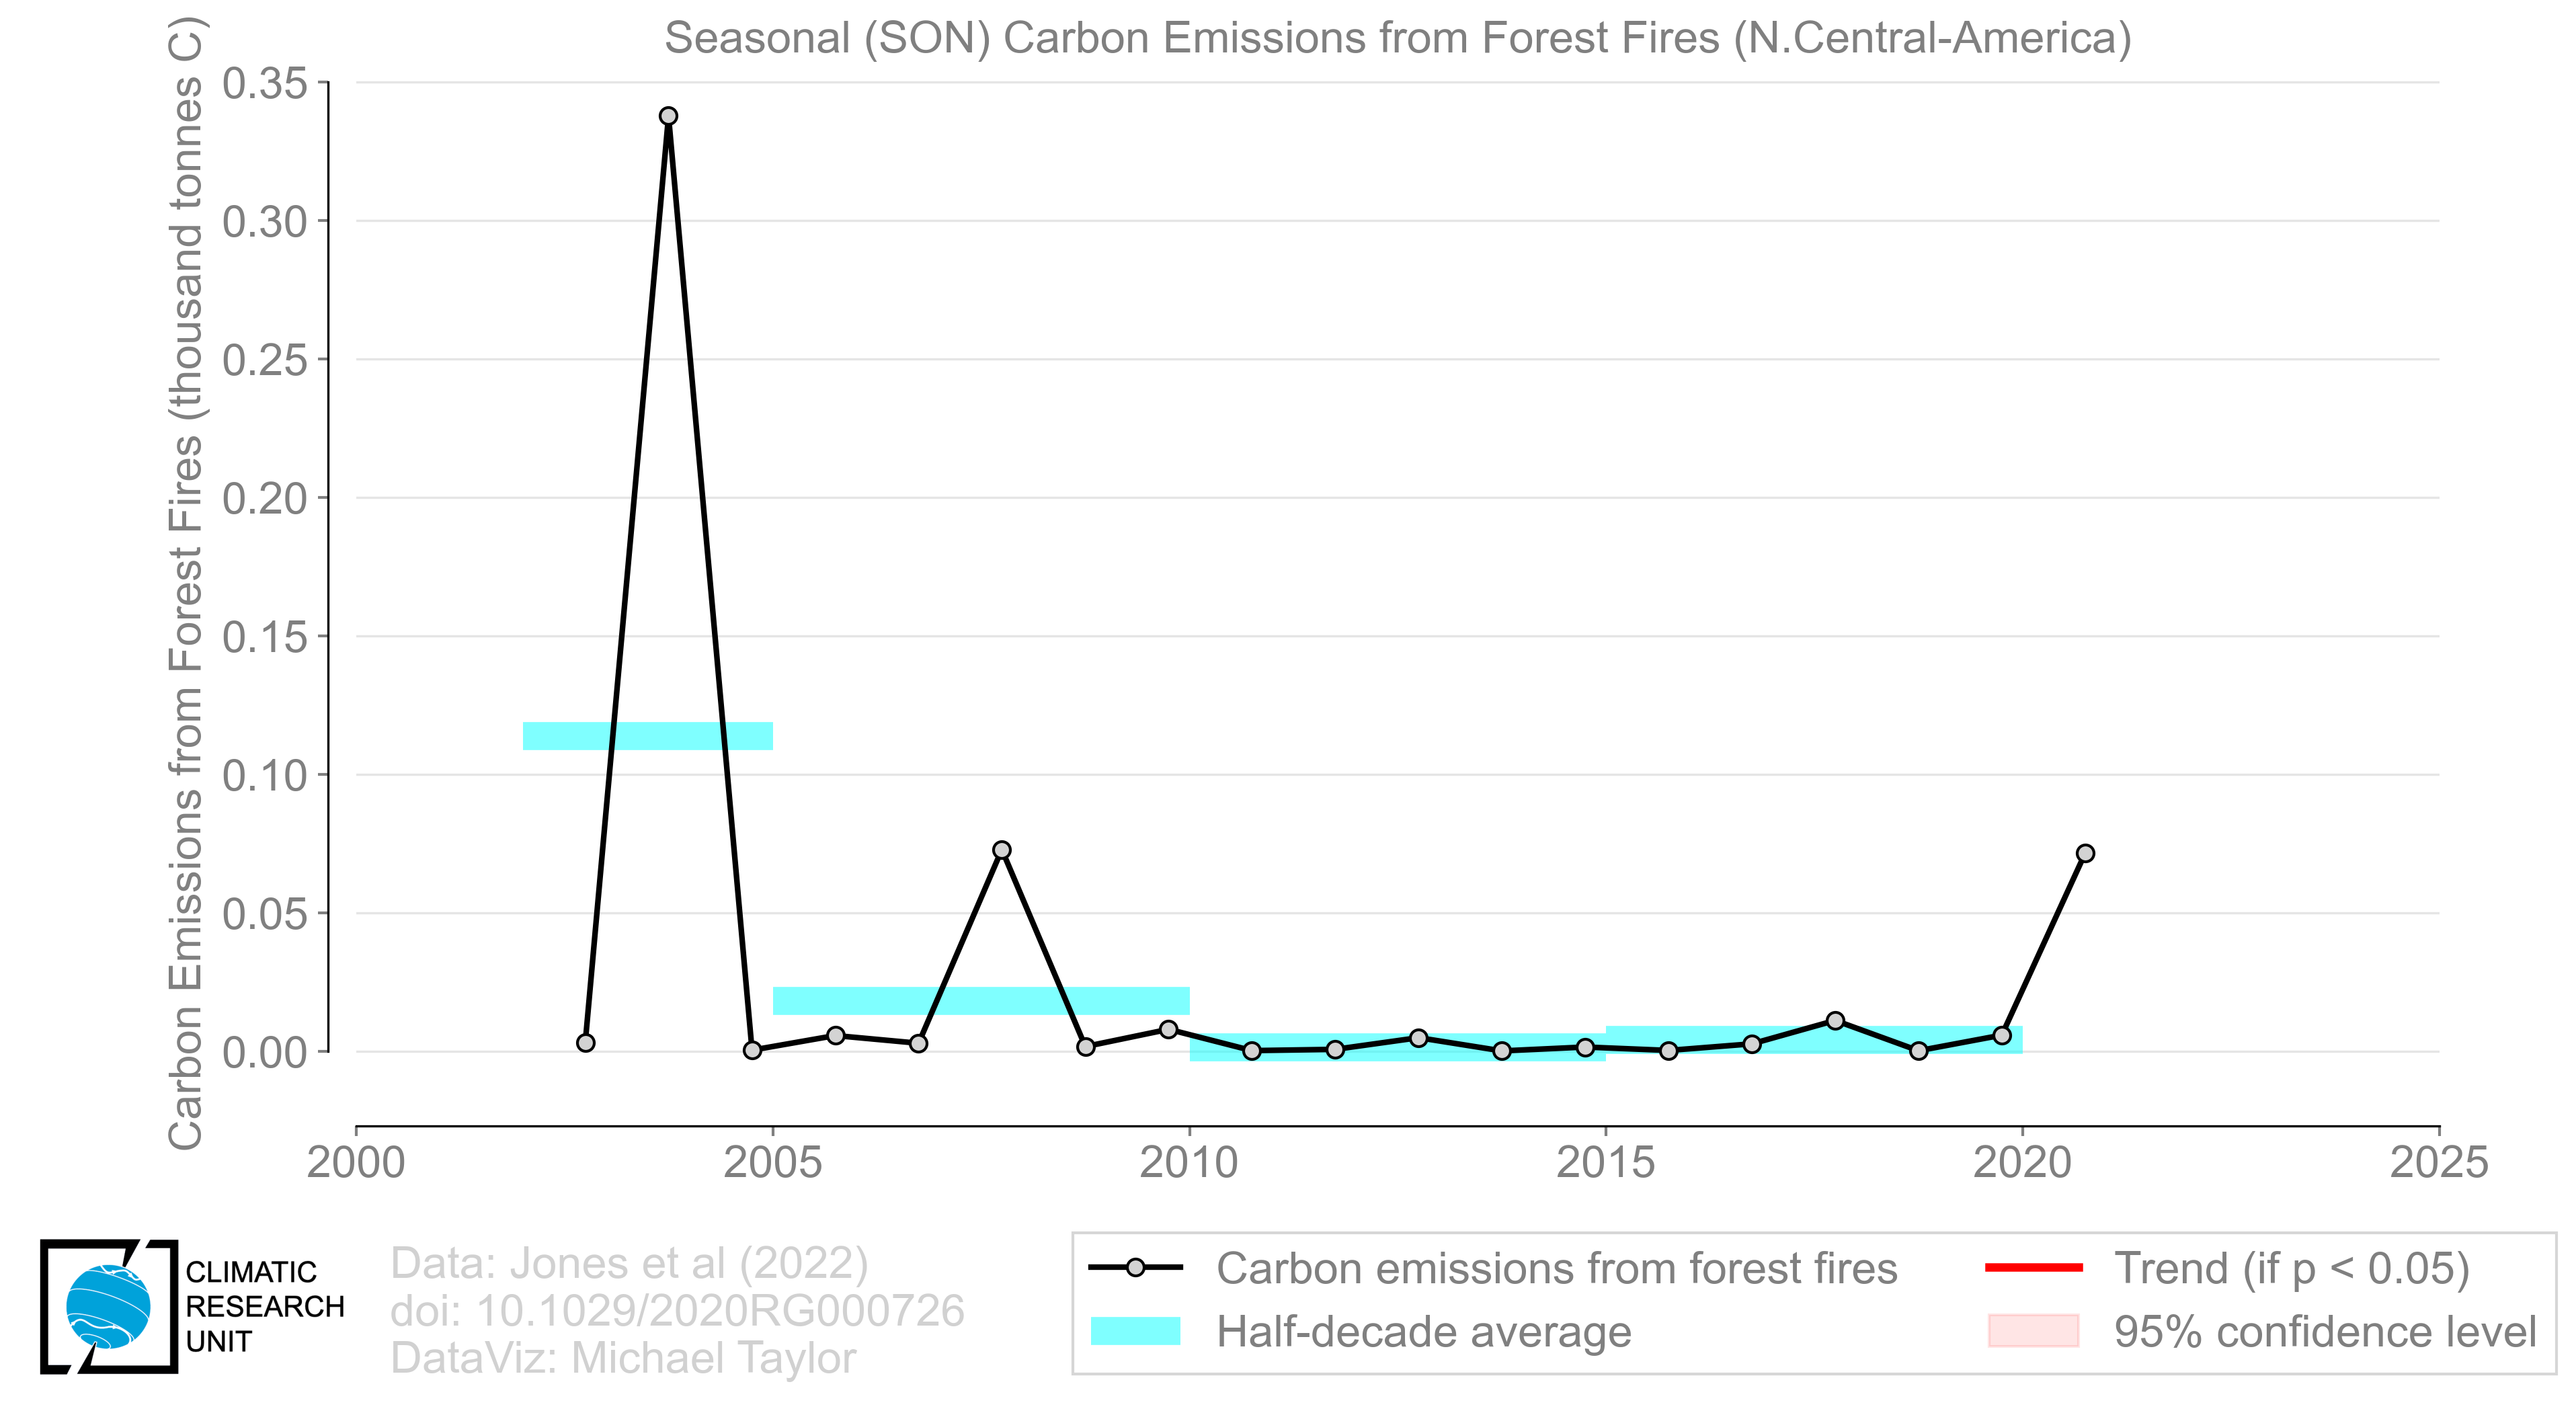 Seasonal (SON) Carbon Emissions from Forest Fires (N.Central-America)
Carbon Emissions from Forest Fires (thousand tonnes C)
0.35
0.30
0.25
0.20
0.15
0.10
0.05
0.00
2000
2005
2010
2015
2020
2025
CLIMATIC
RESEARCH
UNIT
Data: Jones et al (2022)
doi: 10.1029/2020RG000726
DataViz: Michael Taylor
Carbon emissions from forest fires
Half-decade average
Trend (if p < 0.05)
95% confidence level